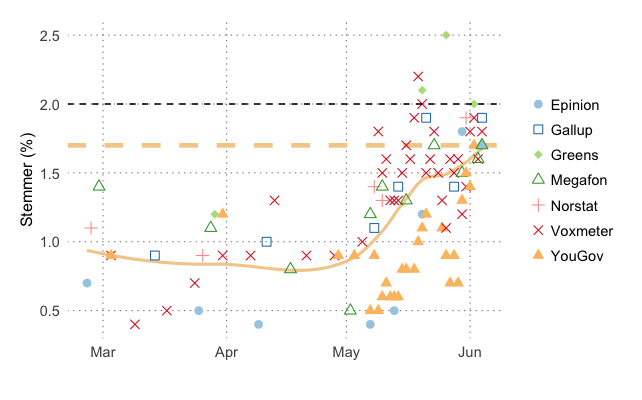 Stemmer (%)
2.5
2.0
1.5
1.0
0.5
Mar Apr May Jun
Epinion
Gallup
Greens
Megafon
Norstat
Voxmeter
YouGov